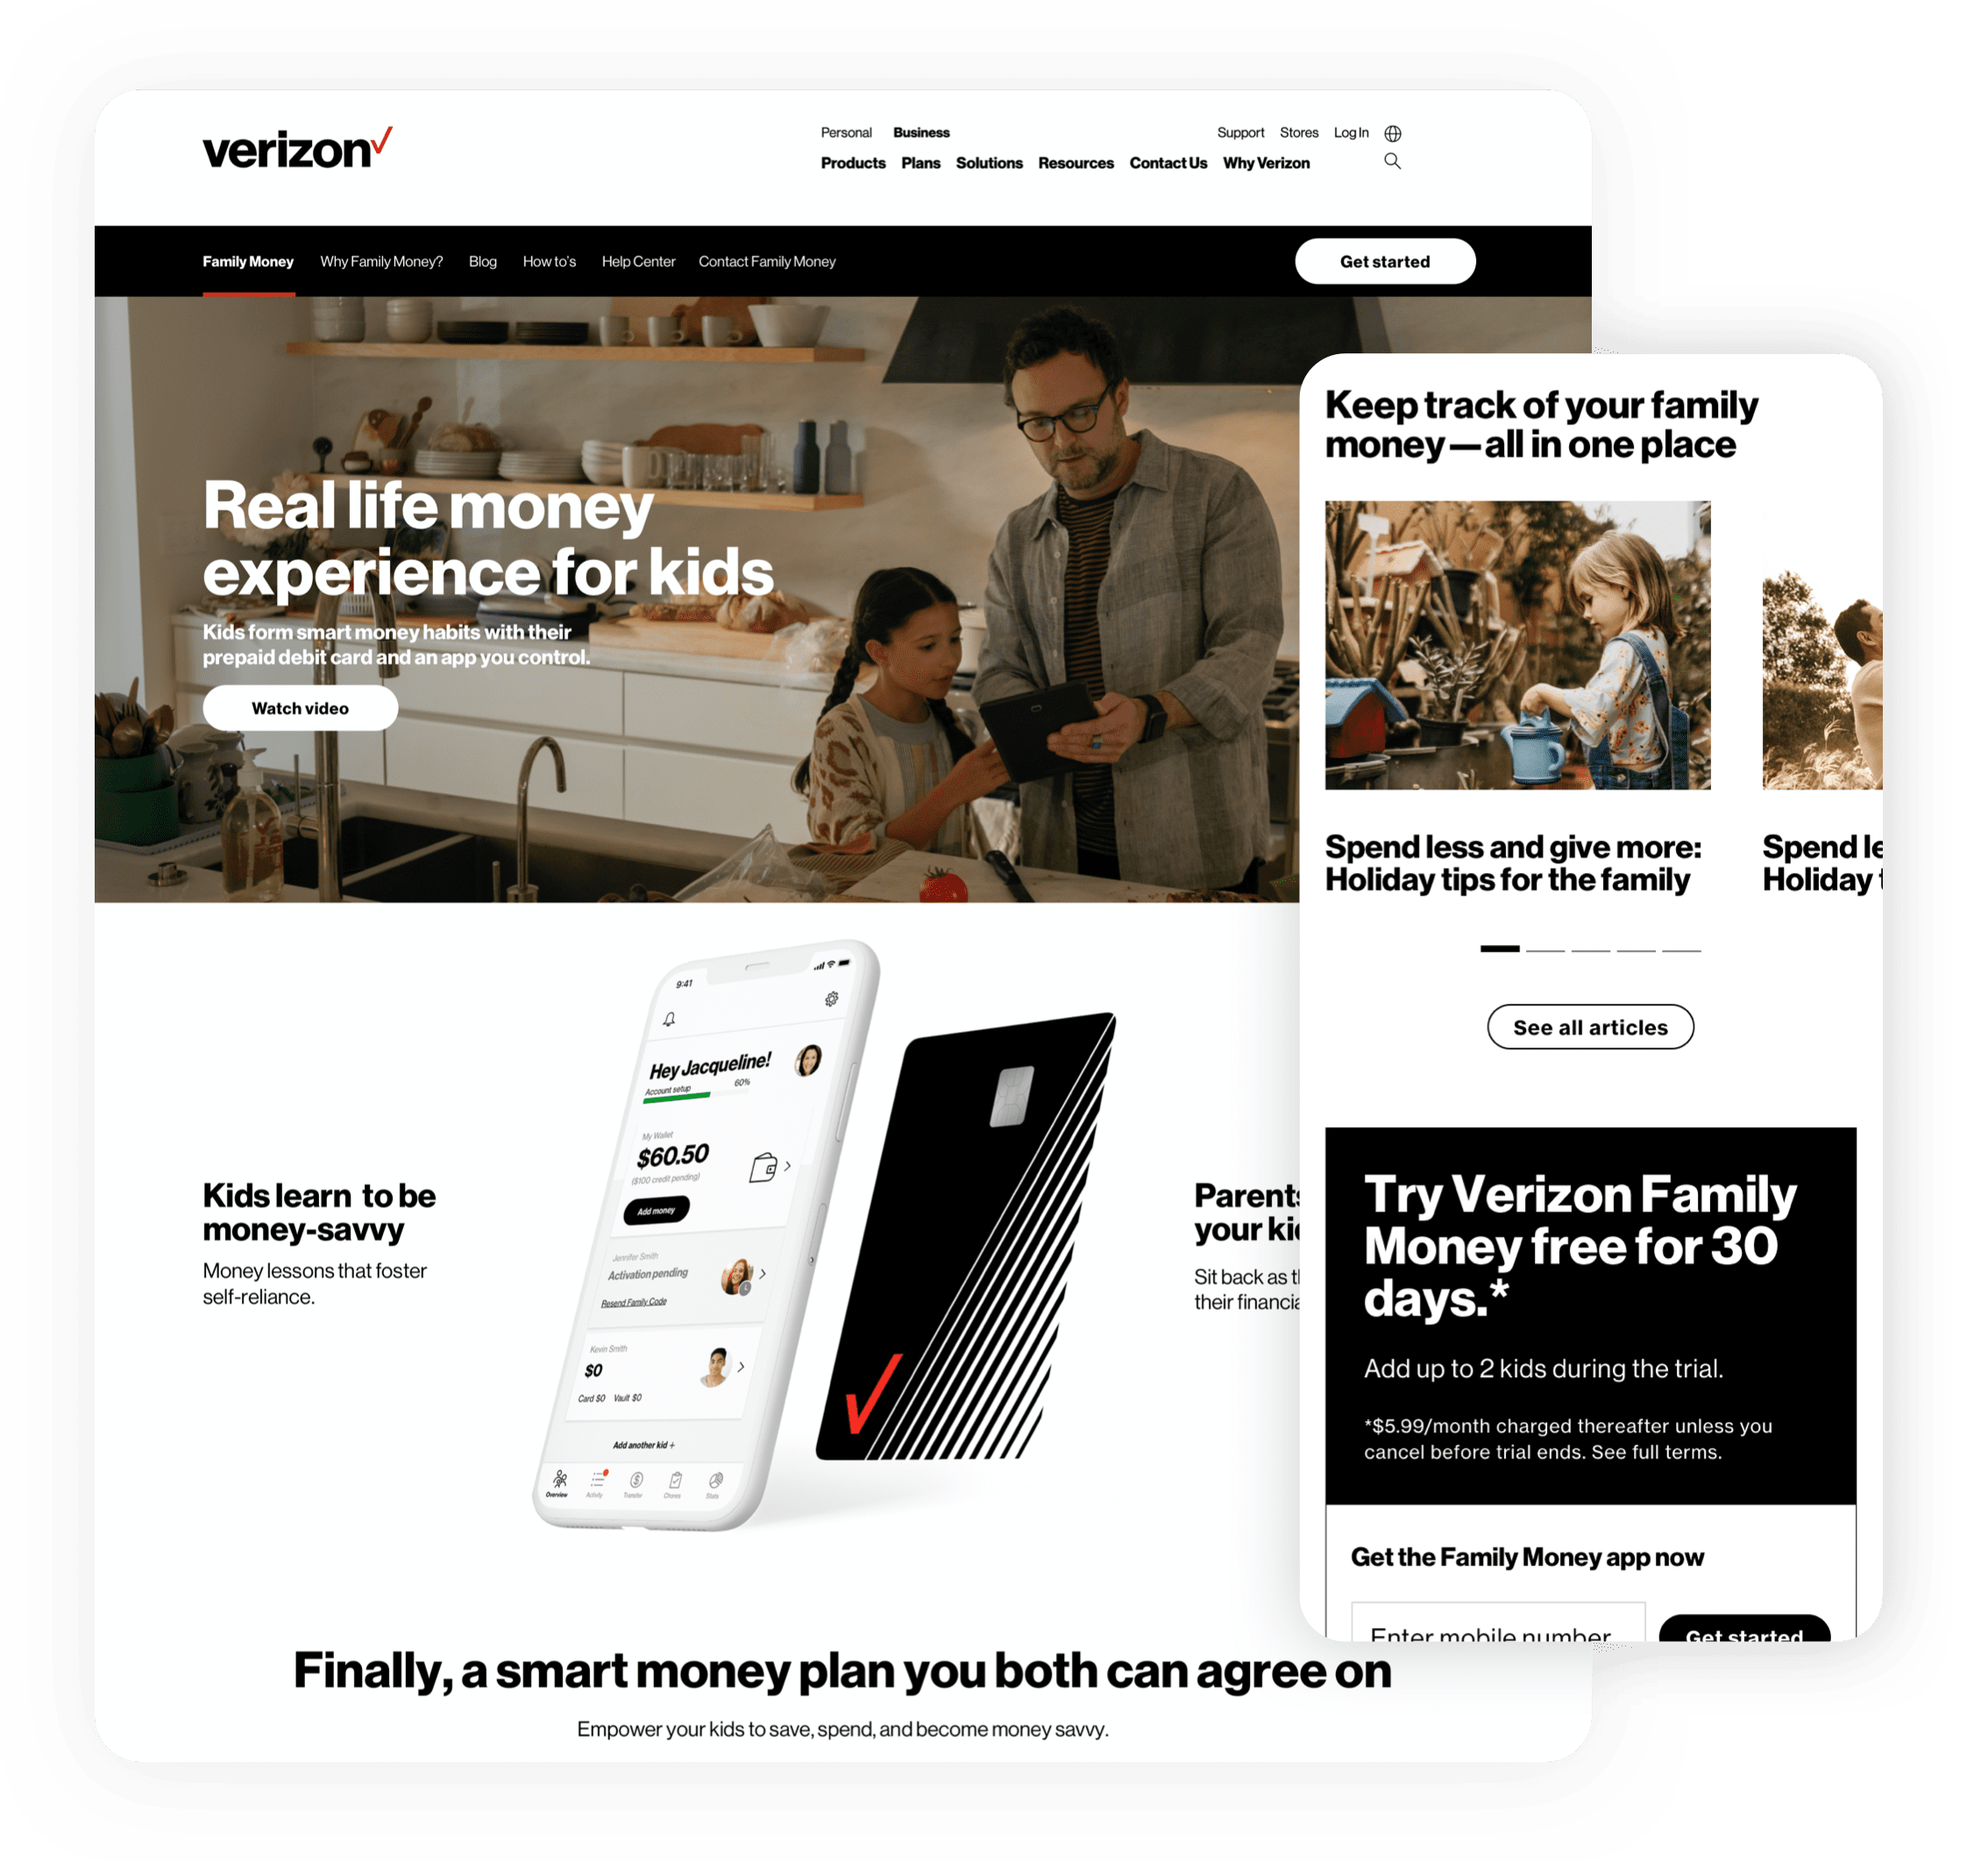 verizon
Personal Business
Support Stores Log In
Products Plans Solutions Resources Contact Us Why Verizon
Family Money Why Family Money? Blog How to's Help Center Contact Family Money
Get started
Real life money
experience for kids
Kids form smart money habits with their
prepaid debit card and an app you control.
Watch video
Kids learn to be
money-savvy
Money lessons that foster
self-reliance.
9:41
Hey Jacqueline!
Account setup 60%
My Wallet
$60.50
($100 credit pending)
Add money
Jennifer Smith
Activation pending
Resend Family Code
Kevin Smith
$0
Card $0 Vault $0
Add another kid +
Overview Activity Transfer Chores Stats
Parents
your
Sit back as
their
Finally, a smart money plan you both can agree on
Empower your kids to save, spend, and become money savvy.
Keep track of your family
money—all in one place
Spend less and give more:
Holiday tips for the family
Spend
Holiday
See all articles
Try Verizon Family
Money free for 30
days.*
Add up to 2 kids during the trial.
*$5.99/month charged thereafter unless you
cancel before trial ends. See full terms.
Get the Family Money app now
Enter mobile number
Get started